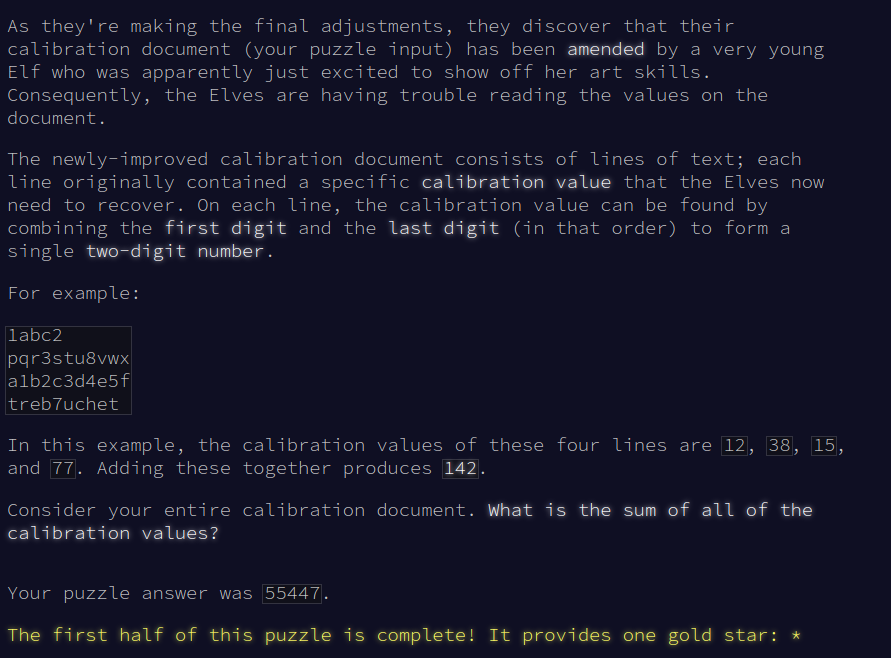 As they're making the final adjustments, they discover that their
calibration document (your puzzle input) has been amended by a very young
Elf who was apparently just excited to show off her art skills.
Consequently, the Elves are having trouble reading the values on the
document.
The newly-improved calibration document consists of lines of text; each
line originally contained a specific calibration value that the Elves now
need to recover. On each line, the calibration value can be found by
combining the first digit and the last digit (in that order) to form a
single two-digit number.
For example:
1abc2
pqr3stu8vwx
a1b2c3d4e5f
treb7uchet
In this example, the calibration values of these four lines are 12, 38, 15,
and 77. Adding these together produces 142.
Consider your entire calibration document. What is the sum of all of the
calibration values?
Your puzzle answer was 55447.
The first half of this puzzle is complete! It provides one gold star: *